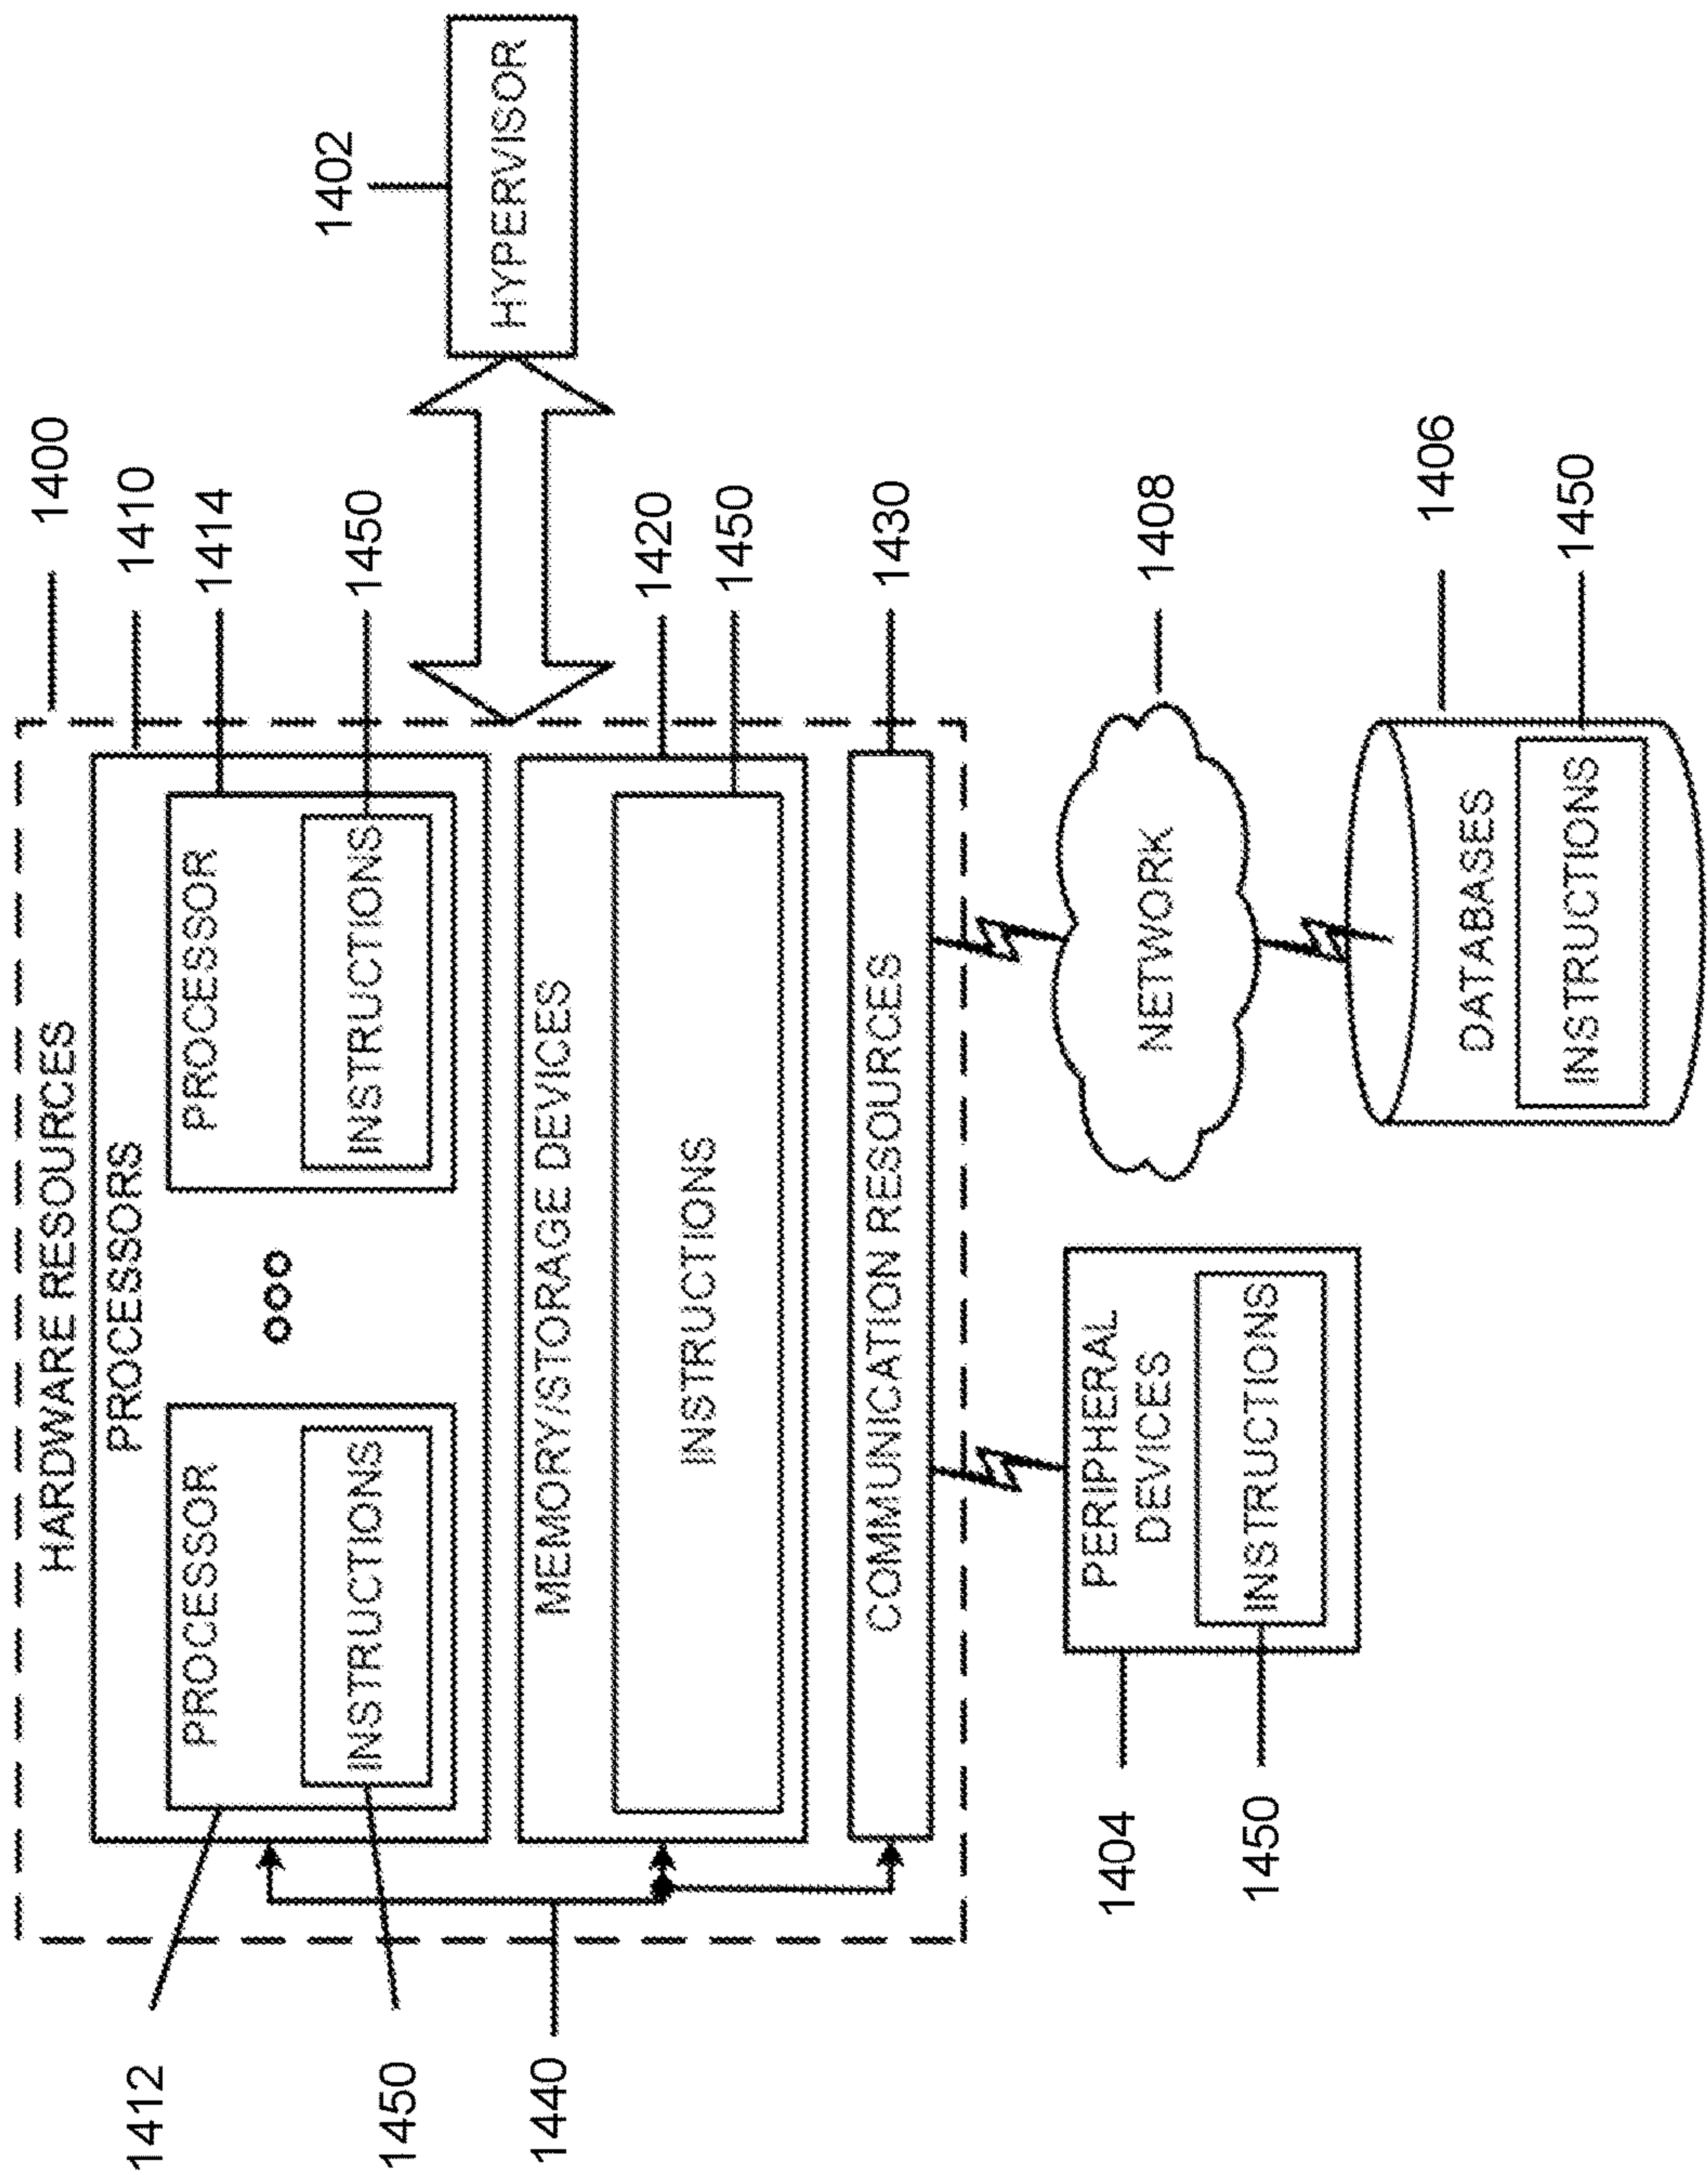 HARDWARE RESOURCES
1400
PROCESSORS
1410
1412
PROCESSOR
PROCESSOR
1414
1450
INSTRUCTIONS
INSTRUCTIONS
1450
1402
HYPERVISOR
1440
MEMORY/STORAGE DEVICES
1420
INSTRUCTIONS
1450
COMMUNICATION RESOURCES
1430
1404
PERIPHERAL
DEVICES
1450
INSTRUCTIONS
NETWORK
1408
DATABASES
1406
INSTRUCTIONS
1450